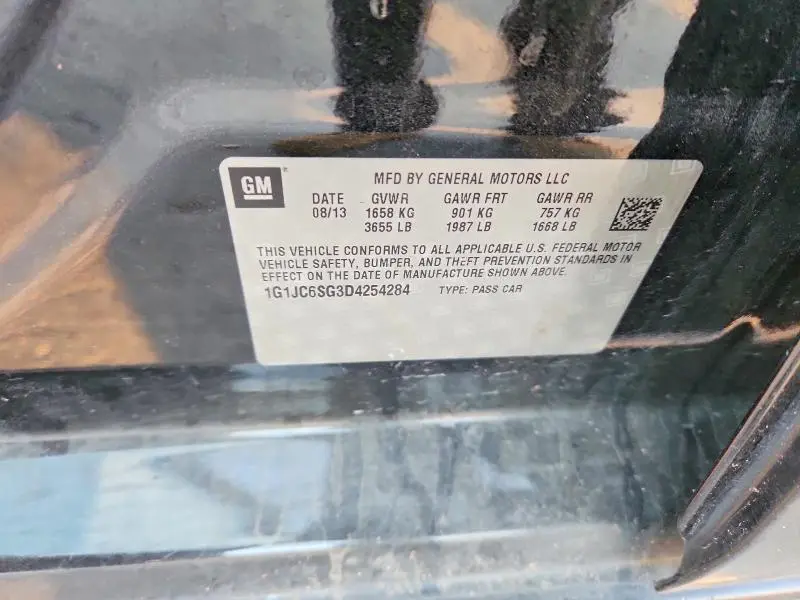 GM
MFD BY GENERAL MOTORS LLC
DATE GVWR GAWR FRT GAWR RR
08/13 1658 KG 901 KG 757 KG
3655 LB 1987 LB 1668 LB
THIS VEHICLE CONFORMS TO ALL APPLICABLE U.S. FEDERAL MOTOR
VEHICLE SAFETY, BUMPER, AND THEFT PREVENTION STANDARDS IN
EFFECT ON THE DATE OF MANUFACTURE SHOWN ABOVE.
1G1JC6SG3D4254284 TYPE: PASS CAR